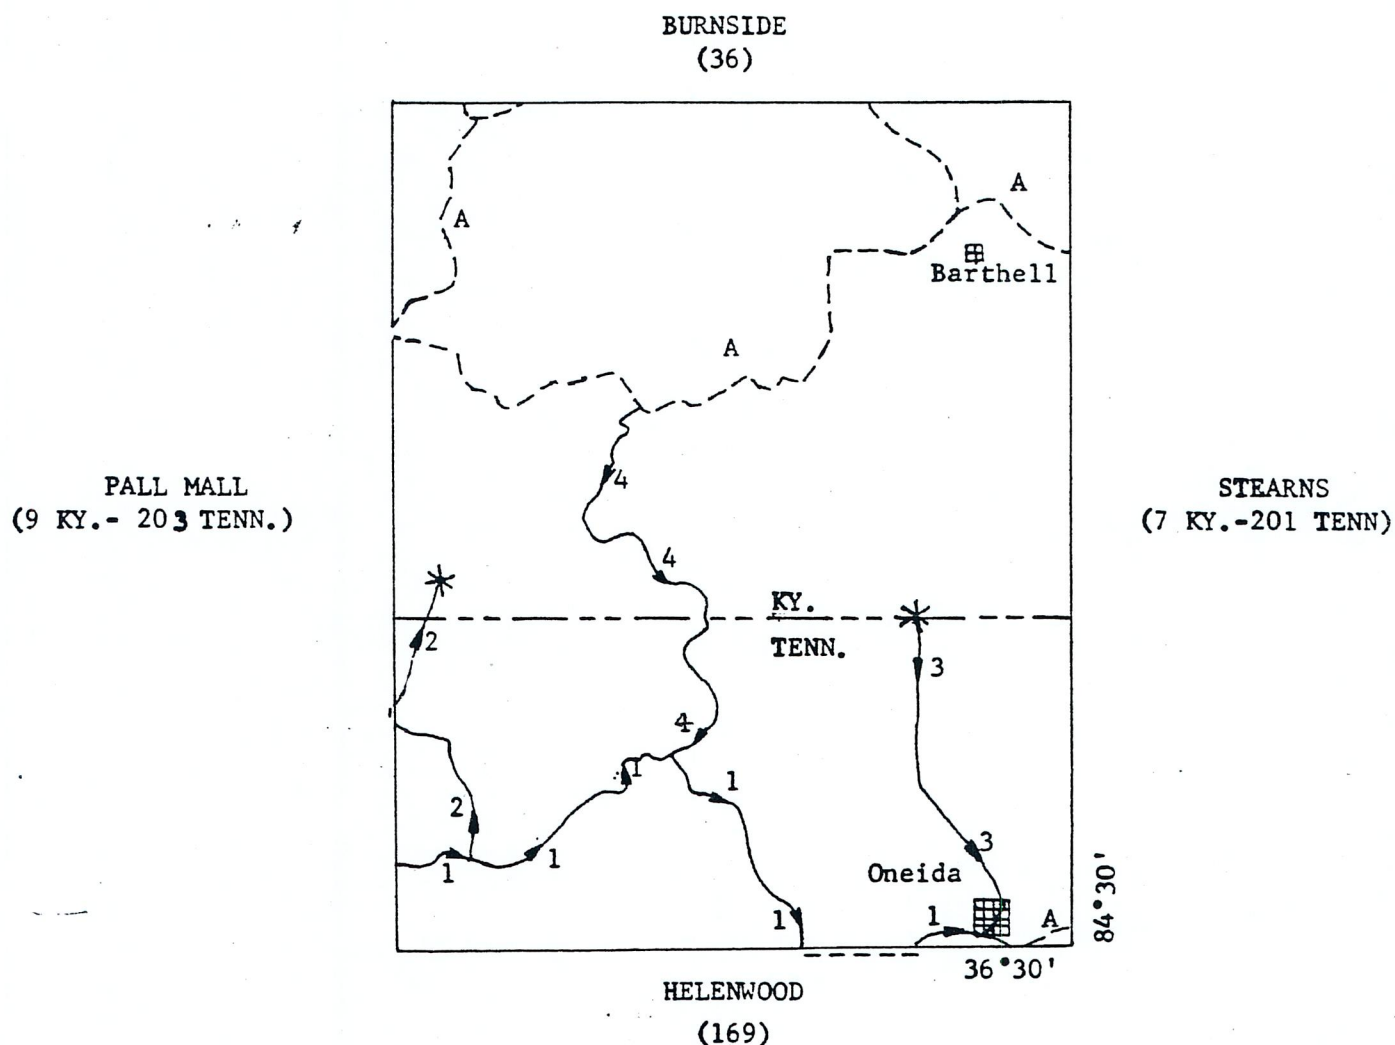 BURNSIDE
(36)
A
A
Barthell
A
PALL MALL
(9 KY.- 203 TENN.)
STEARNS
(7 KY.-201 TENN)
4
4
KY.
TENN.
2
3
4
1
1
2
3
1
1
Oneida
1
1
A
84°30'
36°30'
HELENWOOD
(169)